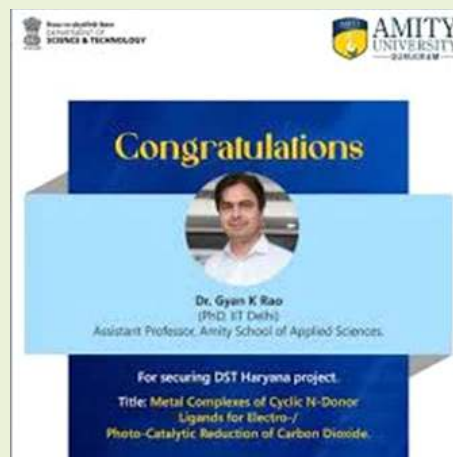 DEPARTMENT OF
SCIENCE & TECHNOLOGY
AMITY
UNIVERSITY
GURUGRAM
Congratulations
Dr. Gyan K Rao
(PhD, IIT Delhi)
Assistant Professor, Amity School of Applied Sciences.
For securing DST Haryana project.
Title: Metal Complexes of Cyclic N-Donor
Ligands for Electro-/
Photo-Catalytic Reduction of Carbon Dioxide.